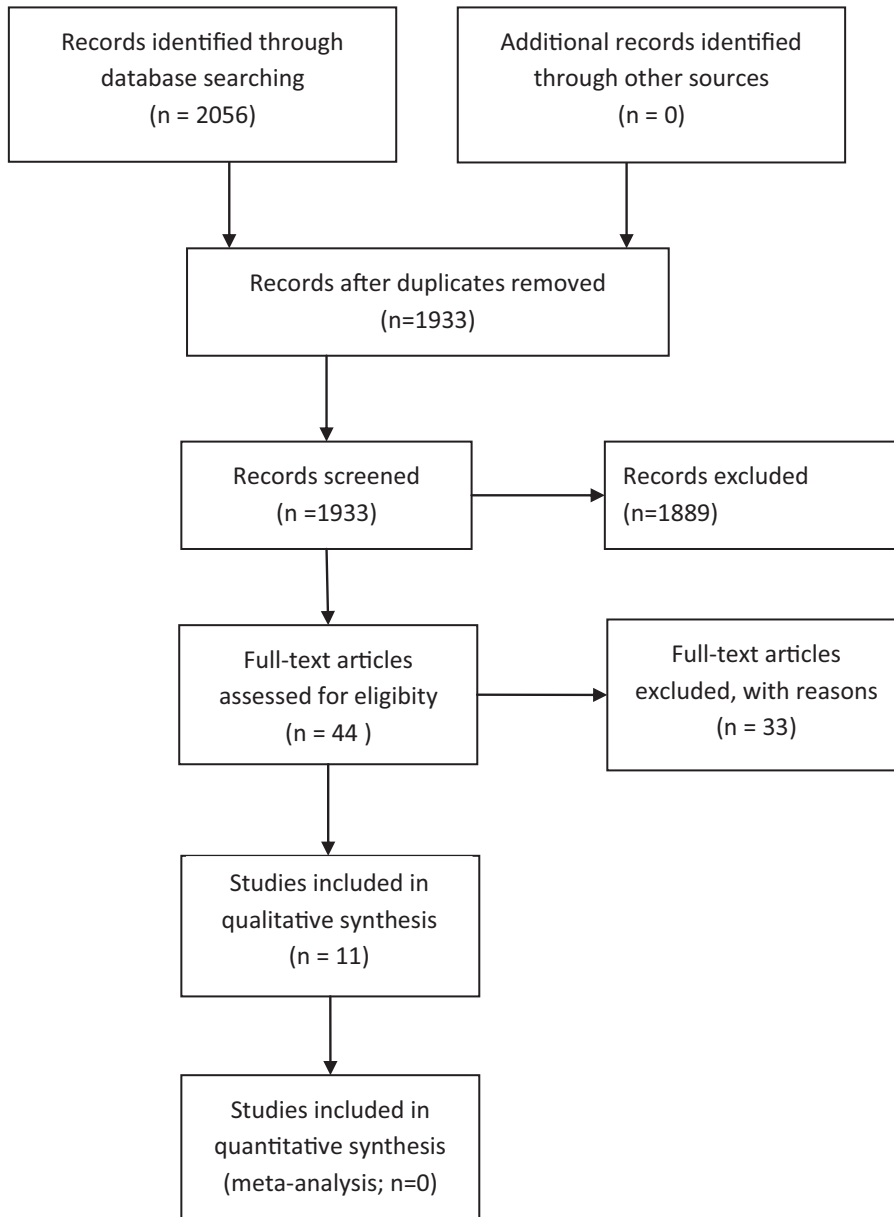 Records identified through
database searching
(n = 2056)
Additional records identified
through other sources
(n = 0)
Records after duplicates removed
(n=1933)
Records screened
(n =1933)
Records excluded
(n=1889)
Full-text articles
assessed for eligibity
(n = 44 )
Full-text articles
excluded, with reasons
(n = 33)
Studies included in
qualitative synthesis
(n = 11)
Studies included in
quantitative synthesis
(meta-analysis; n=0)